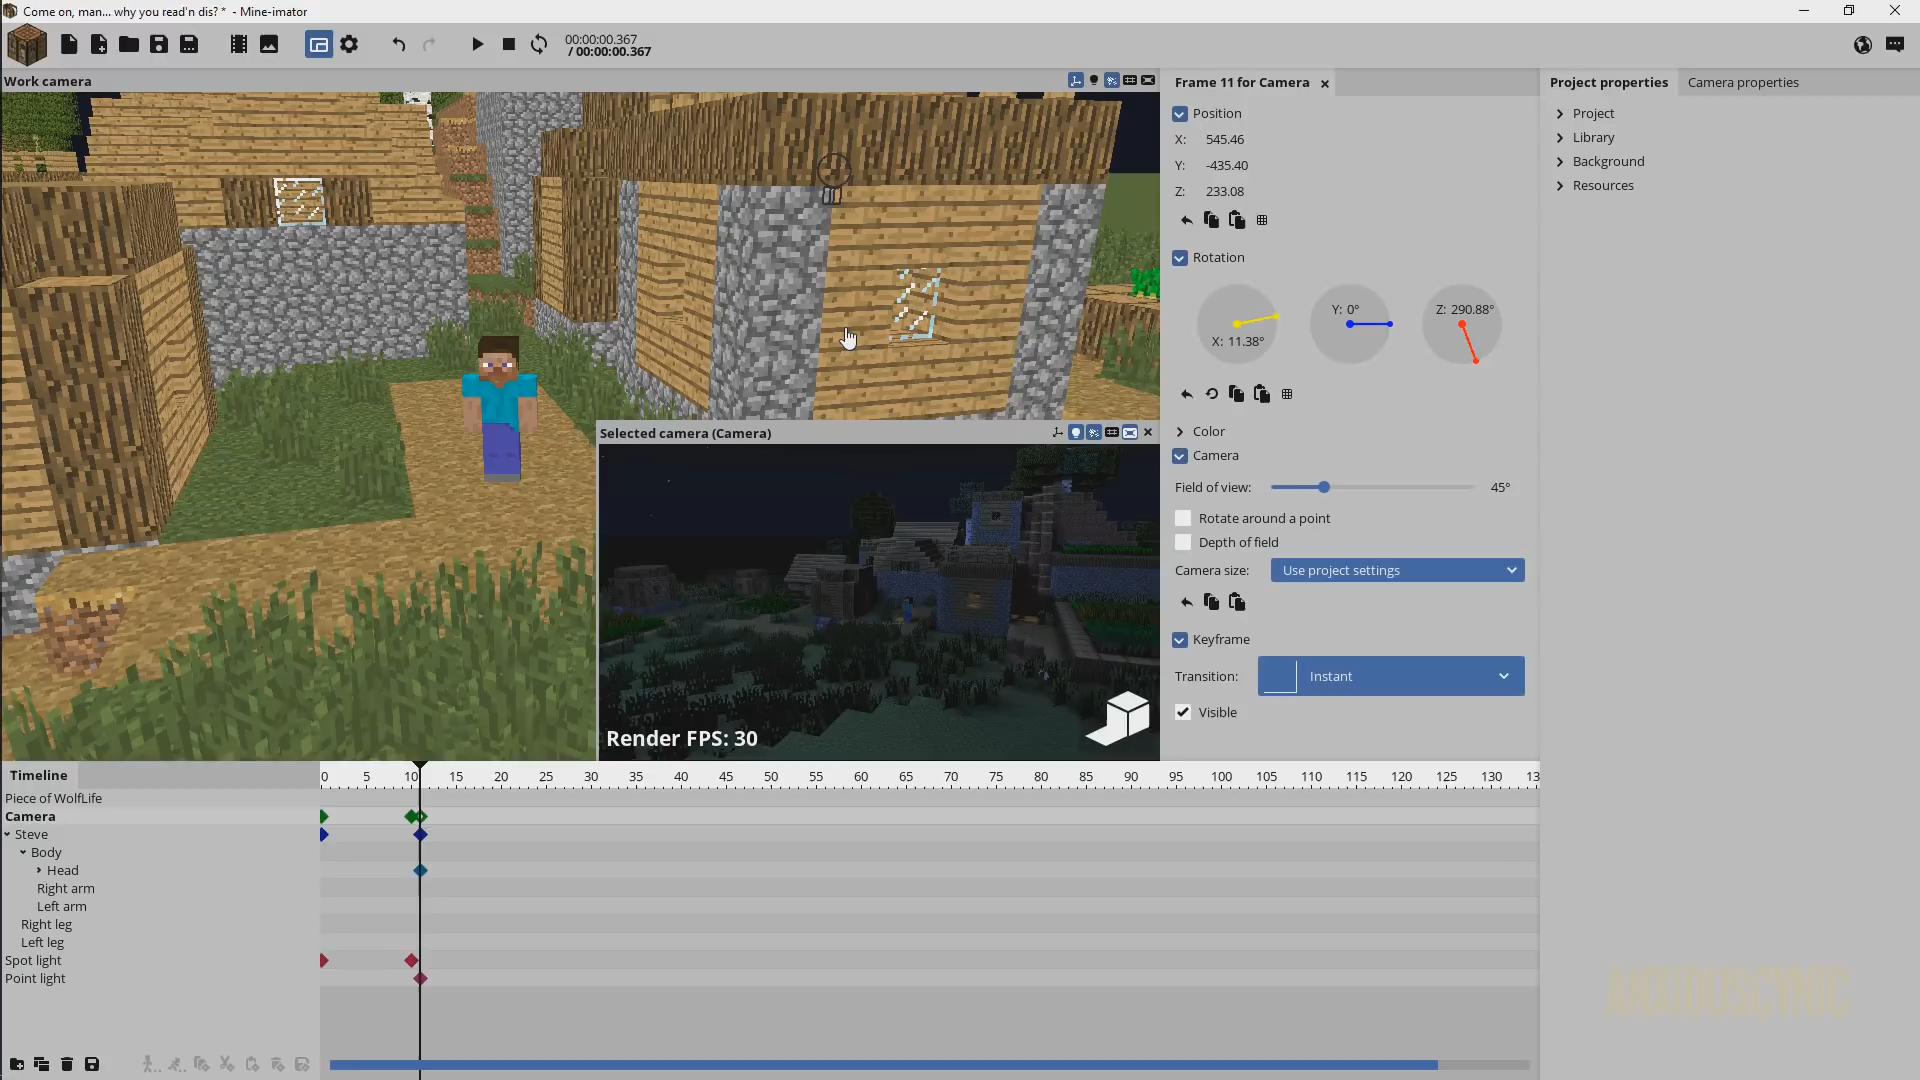 Come on, man... why you read'n dis? * - Mine-imator
00:00:00.367
/ 00:00:00.367
Work camera
Frame 11 for Camera
Project properties
Camera properties
Position
X: 545.46
Y: -435.40
Z: 233.08
Rotation
X: 11.38°
Y: 0°
Z: 290.88°
Color
Camera
Field of view: 45°
Rotate around a point
Depth of field
Camera size: Use project settings
Keyframe
Transition: Instant
Visible
Project
Library
Background
Resources
Selected camera (Camera)
Render FPS: 30
Timeline
0 5 10 15 20 25 30 35 40 45 50 55 60 65 70 75 80 85 90 95 100 105 110 115 120 125 130 13
Piece of WolfLife
Camera
Steve
Body
Head
Right arm
Left arm
Right leg
Left leg
Spot light
Point light
ANXIOUSCYNIC